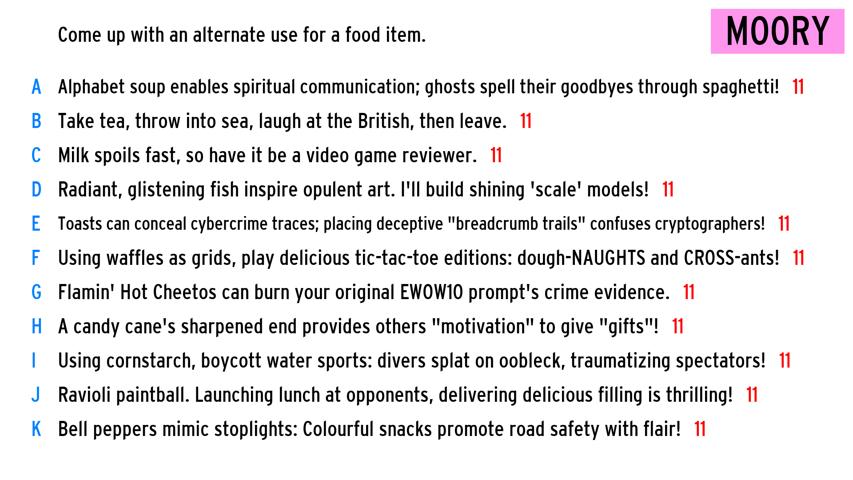 Come up with an alternate use for a food item.
MOORY
A Alphabet soup enables spiritual communication; ghosts spell their goodbyes through spaghetti! 11
B Take tea, throw into sea, laugh at the British, then leave. 11
C Milk spoils fast, so have it be a video game reviewer. 11
D Radiant, glistening fish inspire opulent art. I'll build shining 'scale' models! 11
E Toasts can conceal cybercrime traces; placing deceptive "breadcrumb trails" confuses cryptographers! 11
F Using waffles as grids, play delicious tic-tac-toe editions: dough-NAUGHTS and CROSS-ants! 11
G Flamin' Hot Cheetos can burn your original EWOW10 prompt's crime evidence. 11
H A candy cane's sharpened end provides others "motivation" to give "gifts"! 11
I Using cornstarch, boycott water sports: divers splat on oobleck, traumatizing spectators! 11
J Ravioli paintball. Launching lunch at opponents, delivering delicious filling is thrilling! 11
K Bell peppers mimic stoplights: Colourful snacks promote road safety with flair! 11